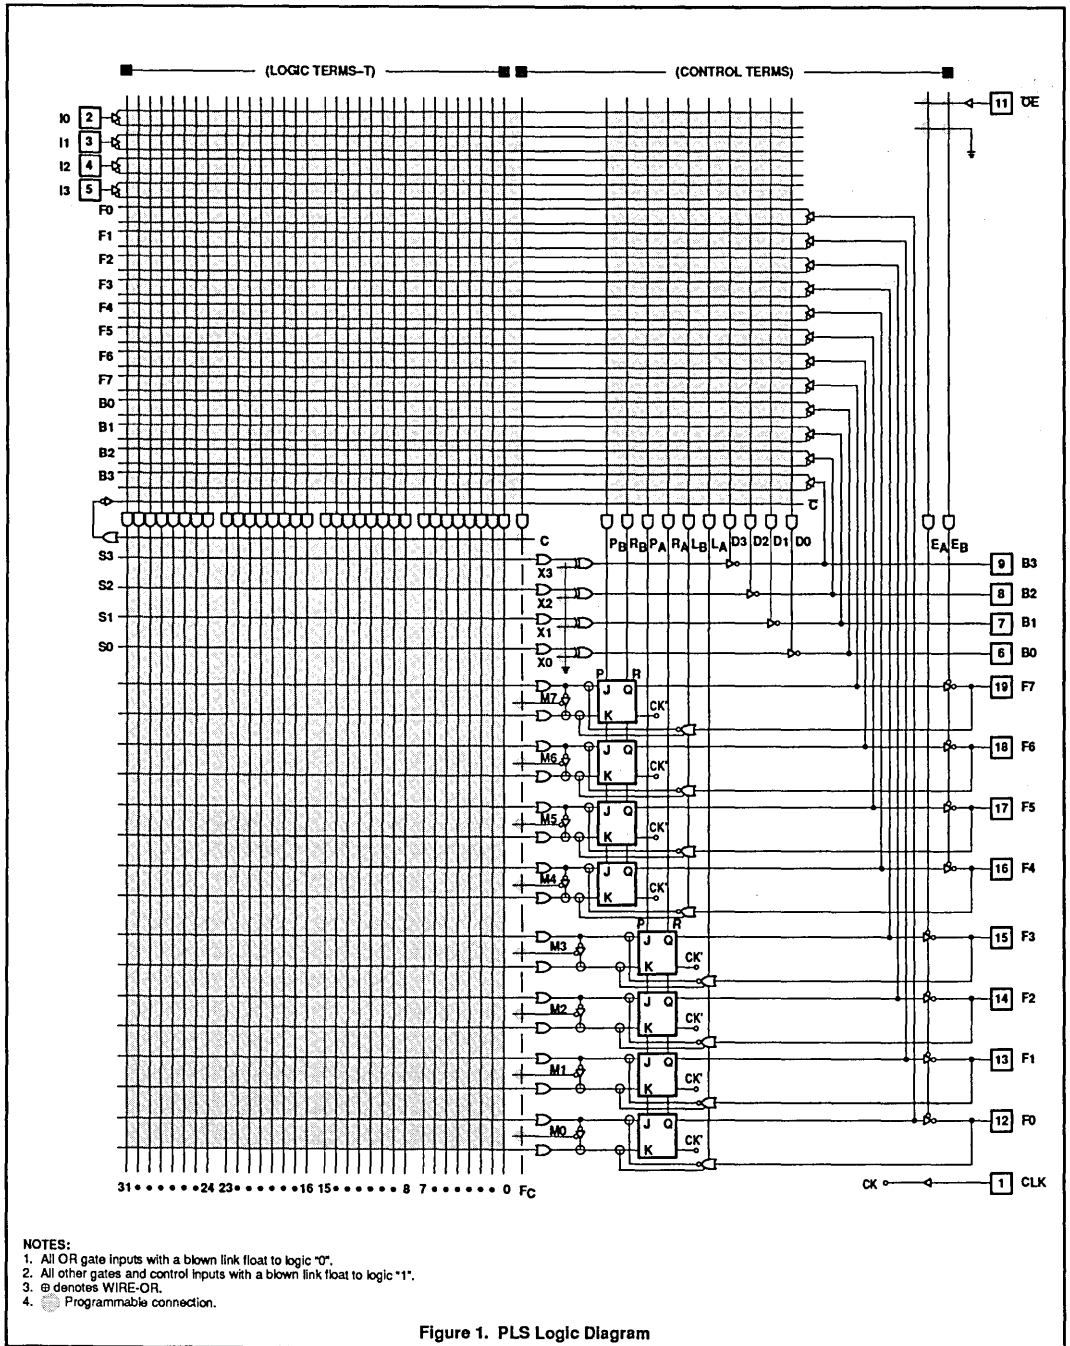 (LOGIC TERMS–T) (CONTROL TERMS)
11 OE
I0 2
I1 3
I2 4
I3 5
F0
F1
F2
F3
F4
F5
F6
F7
B0
B1
B2
B3
C
C
PB RB PA RA LB LA D3 D2 D1 D0 EA EB
S3 X3 9 B3
S2 X2 8 B2
S1 X1 7 B1
S0 X0 6 B0
P R
M7 J Q K CK' 19 F7
M6 J Q K CK' 18 F6
M5 J Q K CK' 17 F5
M4 J Q K CK' 16 F4
P R
M3 J Q K CK' 15 F3
M2 J Q K CK' 14 F2
M1 J Q K CK' 13 F1
M0 J Q K CK' 12 F0
31 • • • • • • 24 23 • • • • • • 16 15 • • • • • • 8 7 • • • • • • 0 FC
CK 1 CLK
NOTES:
1. All OR gate inputs with a blown link float to logic "0".
2. All other gates and control inputs with a blown link float to logic "1".
3. ⊕ denotes WIRE-OR.
4. Programmable connection.
Figure 1. PLS Logic Diagram